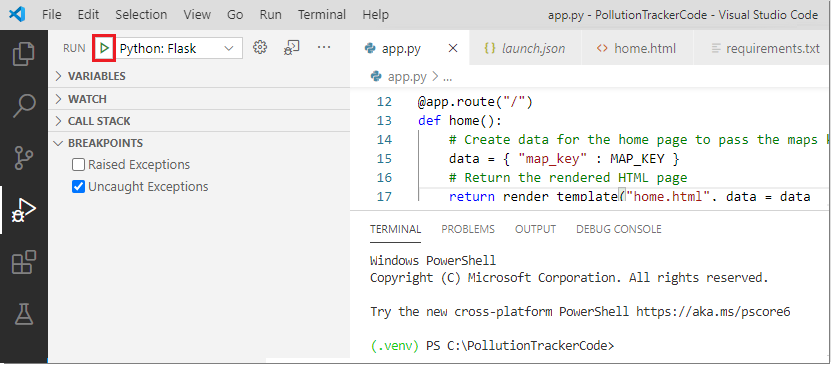 File Edit Selection View Go Run Terminal Help app.py - PollutionTrackerCode - Visual Studio Code
RUN Python: Flask ···
VARIABLES
WATCH
CALL STACK
BREAKPOINTS
Raised Exceptions
Uncaught Exceptions
app.py {} launch.json <> home.html requirements.txt
app.py > ...
12 @app.route("/")
13 def home():
14 # Create data for the home page to pass the maps
15 data = { "map_key" : MAP_KEY }
16 # Return the rendered HTML page
17 return render_template("home.html", data = data
TERMINAL PROBLEMS OUTPUT DEBUG CONSOLE
Windows PowerShell
Copyright (C) Microsoft Corporation. All rights reserved.
Try the new cross-platform PowerShell https://aka.ms/pscore6
(.venv) PS C:\PollutionTrackerCode>